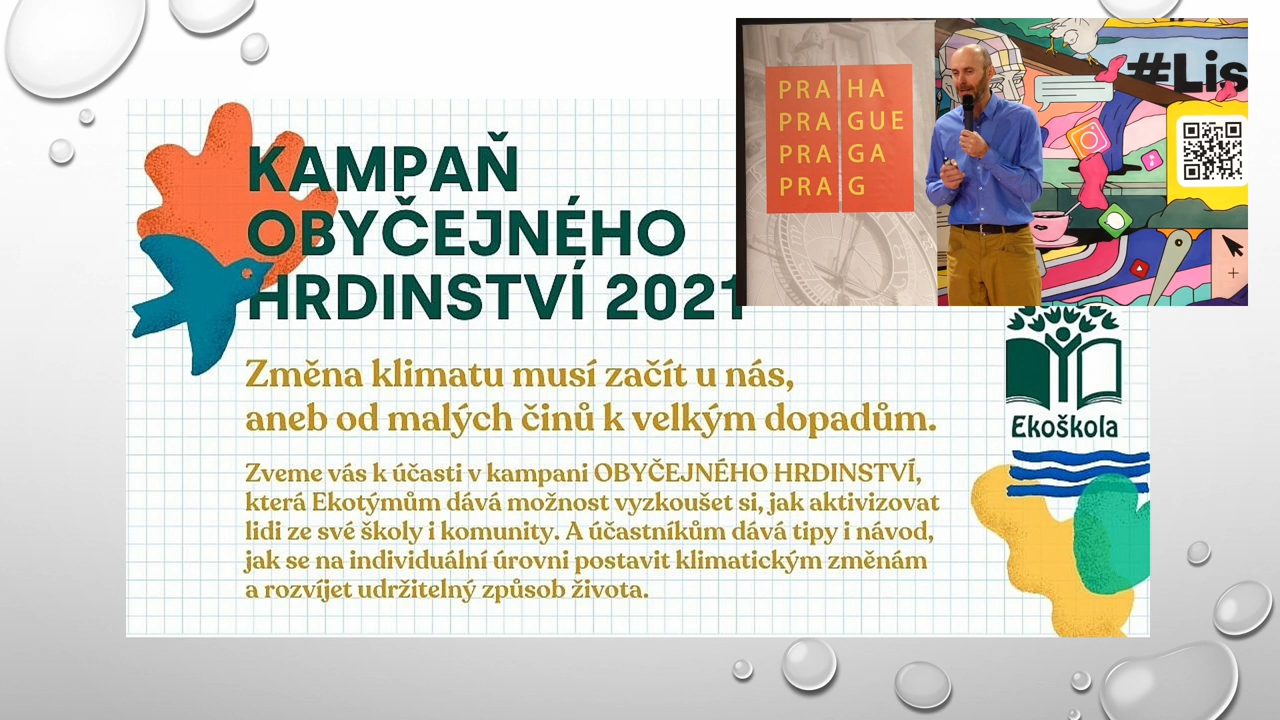 KAMPAŇ
OBYČEJNÉHO
HRDINSTVÍ 2021
Změna klimatu musí začít u nás,
aneb od malých činů k velkým dopadům.
Zveme vás k účasti v kampani OBYČEJNÉHO HRDINSTVÍ,
která Ekotýmům dává možnost vyzkoušet si, jak aktivizovat
lidi ze své školy i komunity. A účastníkům dává tipy i návod,
jak se na individuální úrovni postavit klimatickým změnám
a rozvíjet udržitelný způsob života.
PRA HA
PRA GUE
PRA GA
PRA G
#Lis
Ekoškola